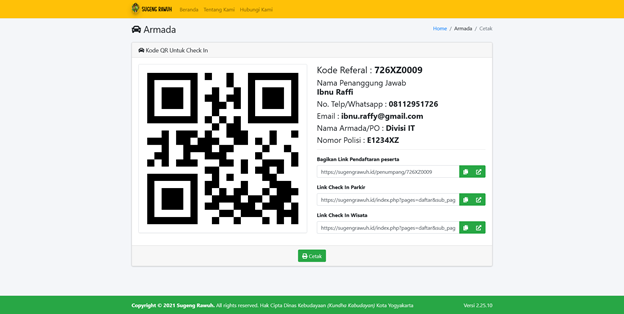 SUGENG RAWUH Beranda Tentang Kami Hubungi Kami
Armada
Home / Armada / Cetak
Kode QR Untuk Check In
Kode Referal : 726XZ0009
Nama Penanggung Jawab
Ibnu Raffi
No. Telp/Whatsapp : 08112951726
Email : ibnu.raffy@gmail.com
Nama Armada/PO : Divisi IT
Nomor Polisi : E1234XZ
Bagikan Link Pendaftaran peserta
https://sugengrawuh.id/penumpang/726XZ0009
Link Check In Parkir
https://sugengrawuh.id/index.php?pages=daftar&sub_pag
Link Check In Wisata
https://sugengrawuh.id/index.php?pages=daftar&sub_pag
Cetak
Copyright © 2021 Sugeng Rawuh. All rights reserved. Hak Cipta Dinas Kebudayaan (Kundha Kabudayan) Kota Yogyakarta
Versi 2.25.10